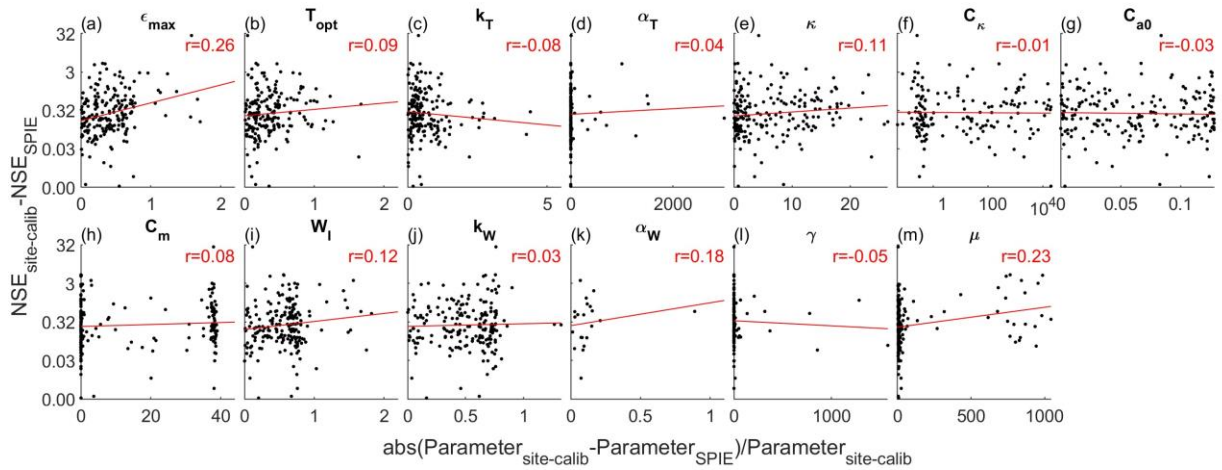 (a) ϵmax (b) Topt (c) kT (d) αT (e) κ (f) Cκ (g) Ca0
r=0.26 r=0.09 r=-0.08 r=0.04 r=0.11 r=-0.01 r=-0.03
32
3
0.32
0.03
0.00
0 1 2 0 1 2 0 5 0 2000 0 10 20 1 100 10⁴ 0.05 0.1
NSEsite-calib-NSESPIE
(h) Cm (i) WI (j) kW (k) αW (l) γ (m) μ
r=0.08 r=0.12 r=0.03 r=0.18 r=-0.05 r=0.23
32
3
0.32
0.03
0.00
0 20 40 0 1 2 0 0.5 1 0 0.5 1 0 1000 0 500 1000
abs(Parametersite-calib-ParameterSPIE)/Parametersite-calib